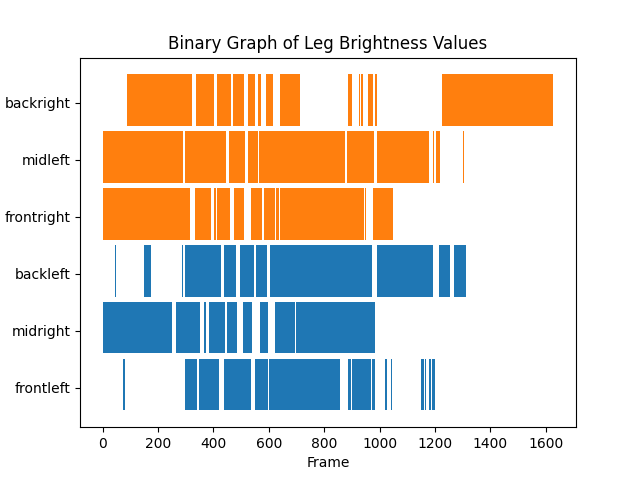 Binary Graph of Leg Brightness Values
backright
midleft
frontright
backleft
midright
frontleft
0 200 400 600 800 1000 1200 1400 1600
Frame